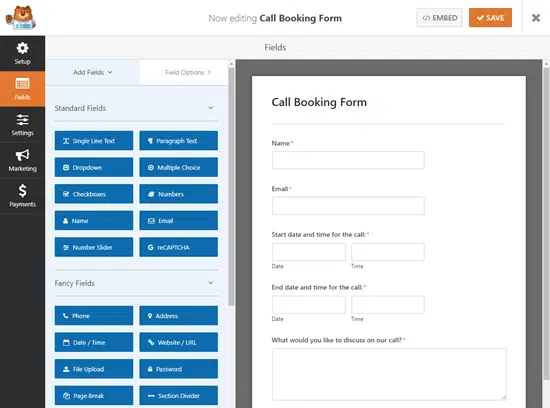 Now editing Call Booking Form
</> EMBED
SAVE
Fields
Setup
Fields
Settings
Marketing
Payments
Add Fields
Field Options
Standard Fields
Single Line Text
Paragraph Text
Dropdown
Multiple Choice
Checkboxes
Numbers
Name
Email
Number Slider
reCAPTCHA
Fancy Fields
Phone
Address
Date / Time
Website / URL
File Upload
Password
Page Break
Section Divider
Call Booking Form
Name*
Email*
Start date and time for the call:*
Date
Time
End date and time for the call:*
Date
Time
What would you like to discuss on our call?*